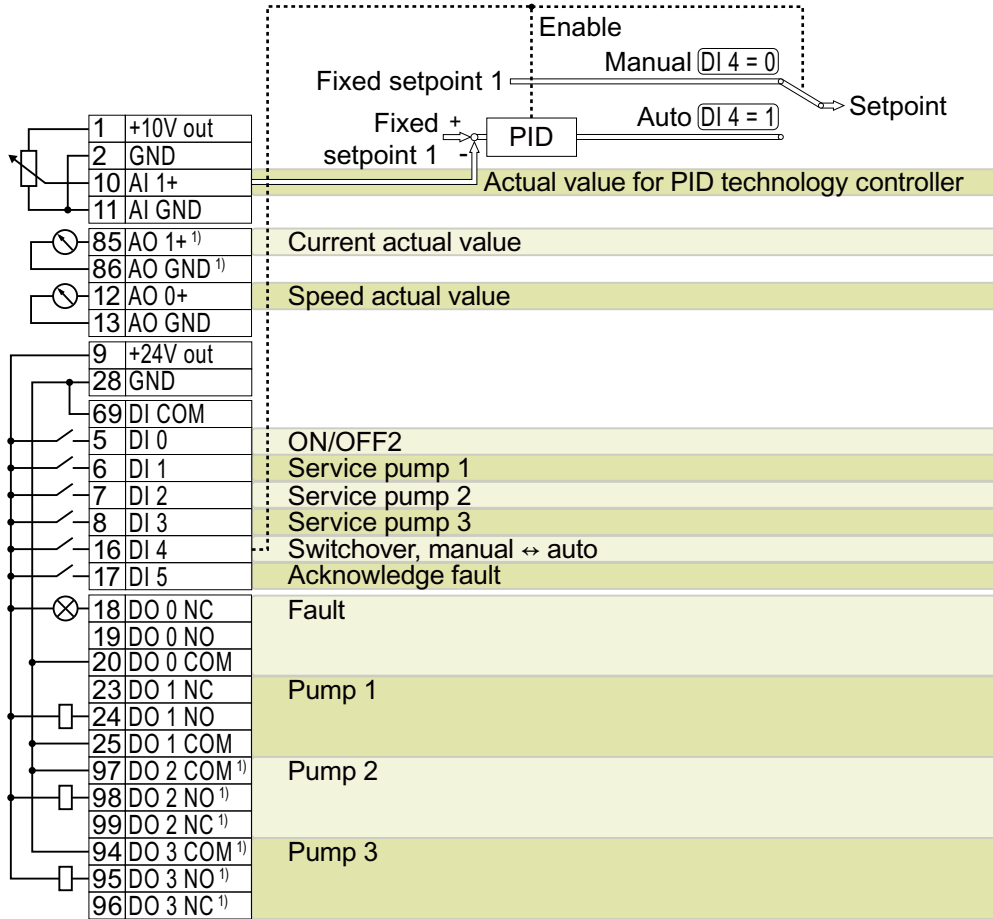 Enable
Manual DI 4 = 0
Fixed setpoint 1
Setpoint
Fixed +
setpoint 1 -
PID
Auto DI 4 = 1
1 +10V out
2 GND
10 AI 1+ Actual value for PID technology controller
11 AI GND
85 AO 1+ 1) Current actual value
86 AO GND 1)
12 AO 0+ Speed actual value
13 AO GND
9 +24V out
28 GND
69 DI COM
5 DI 0 ON/OFF2
6 DI 1 Service pump 1
7 DI 2 Service pump 2
8 DI 3 Service pump 3
16 DI 4 Switchover, manual ↔ auto
17 DI 5 Acknowledge fault
18 DO 0 NC Fault
19 DO 0 NO
20 DO 0 COM
23 DO 1 NC Pump 1
24 DO 1 NO
25 DO 1 COM
97 DO 2 COM 1) Pump 2
98 DO 2 NO 1)
99 DO 2 NC 1)
94 DO 3 COM 1) Pump 3
95 DO 3 NO 1)
96 DO 3 NC 1)